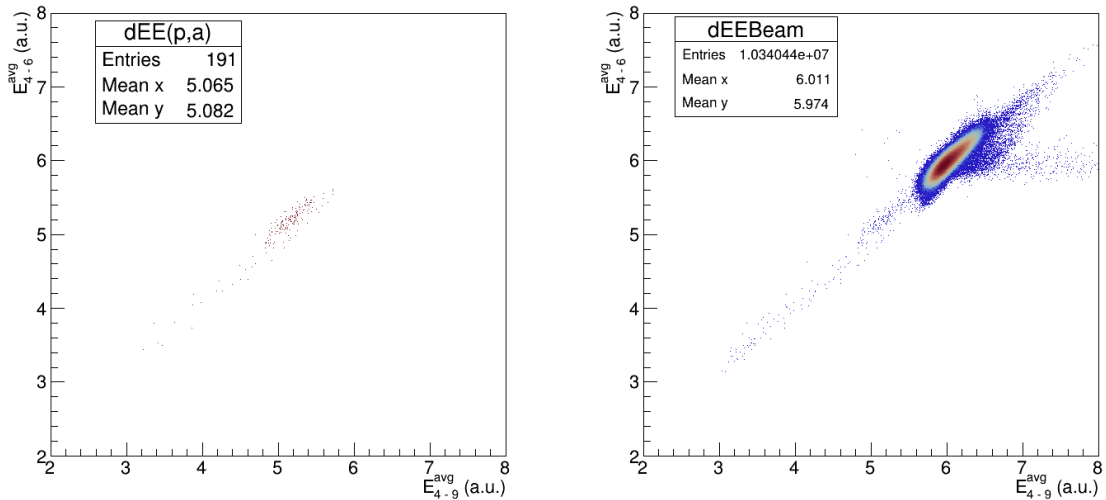 dEE(p,a)
Entries 191
Mean x 5.065
Mean y 5.082
E^avg_4-6 (a.u.)
8
7
6
5
4
3
2
2 3 4 5 6 7 8
E^avg_4-9 (a.u.)
dEEBeam
Entries 1.034044e+07
Mean x 6.011
Mean y 5.974
E^avg_4-6 (a.u.)
8
7
6
5
4
3
2
2 3 4 5 6 7 8
E^avg_4-9 (a.u.)